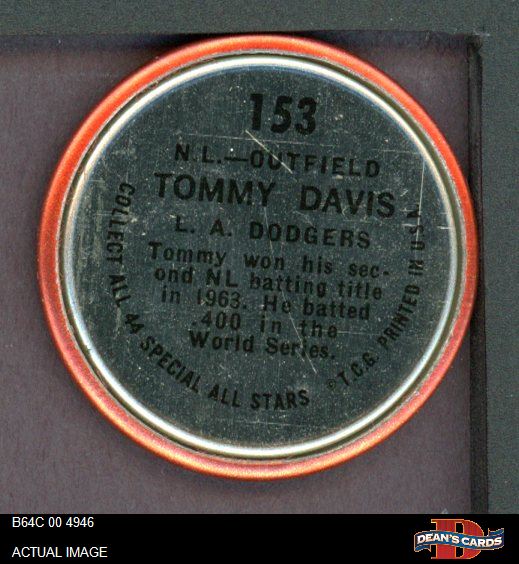 153
N.L.—OUTFIELD
TOMMY DAVIS
L. A. DODGERS
Tommy won his sec-
ond NL batting title
in 1963. He batted
.400 in the
World Series.
COLLECT ALL 44 SPECIAL ALL STARS
©T.C.G. PRINTED IN U.S.A.
B64C 00 4946
ACTUAL IMAGE
D
DEAN'S CARDS